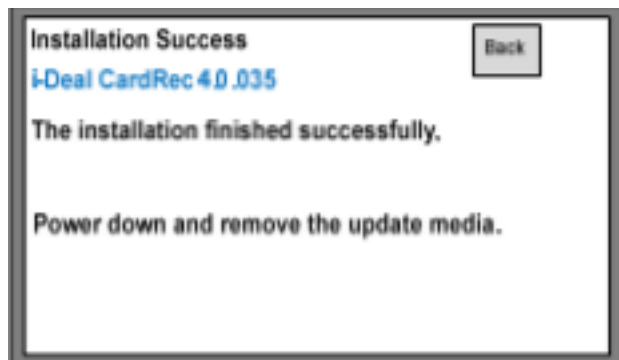 Installation Success
Back
i-Deal CardRec 4.0.035
The installation finished successfully.
Power down and remove the update media.